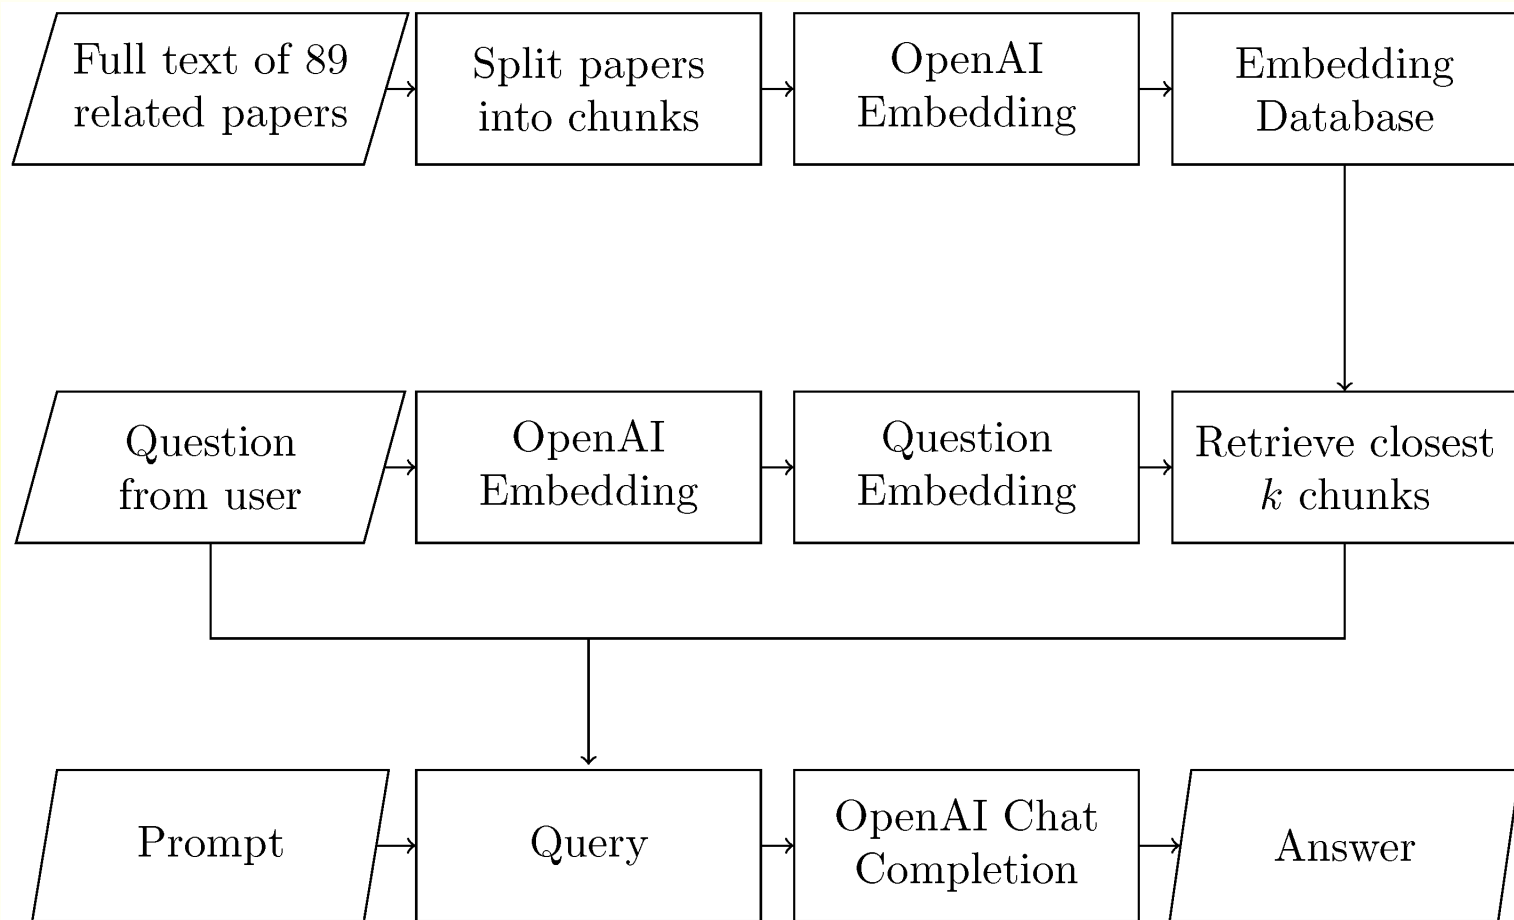 Full text of 89
related papers
Split papers
into chunks
OpenAI
Embedding
Embedding
Database
Question
from user
OpenAI
Embedding
Question
Embedding
Retrieve closest
k chunks
Prompt
Query
OpenAI Chat
Completion
Answer